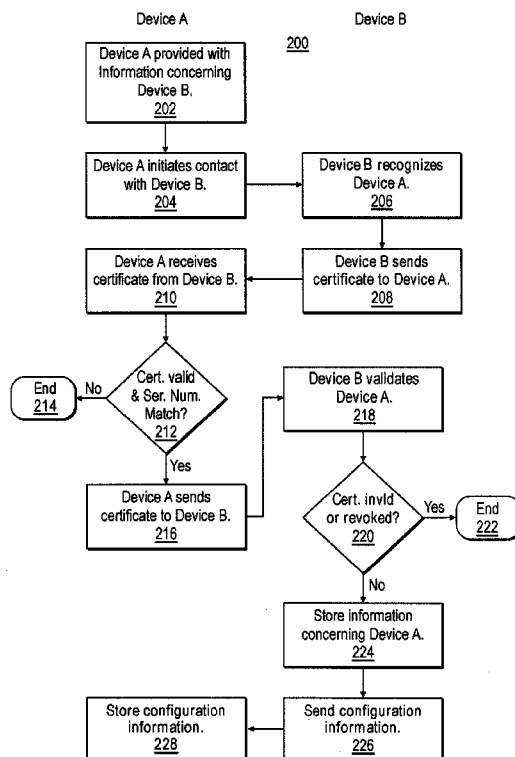 Device A
Device B
200
Device A provided with
Information concerning
Device B.
202
Device A initiates contact
with Device B.
204
Device B recognizes
Device A.
206
Device B sends
certificate to Device A.
208
Device A receives
certificate from Device B.
210
Cert. valid
& Ser. Num.
Match?
212
No
End
214
Yes
Device A sends
certificate to Device B.
216
Device B validates
Device A.
218
Cert. invld
or revoked?
220
Yes
End
222
No
Store information
concerning Device A.
224
Send configuration
information.
226
Store configuration
information.
228